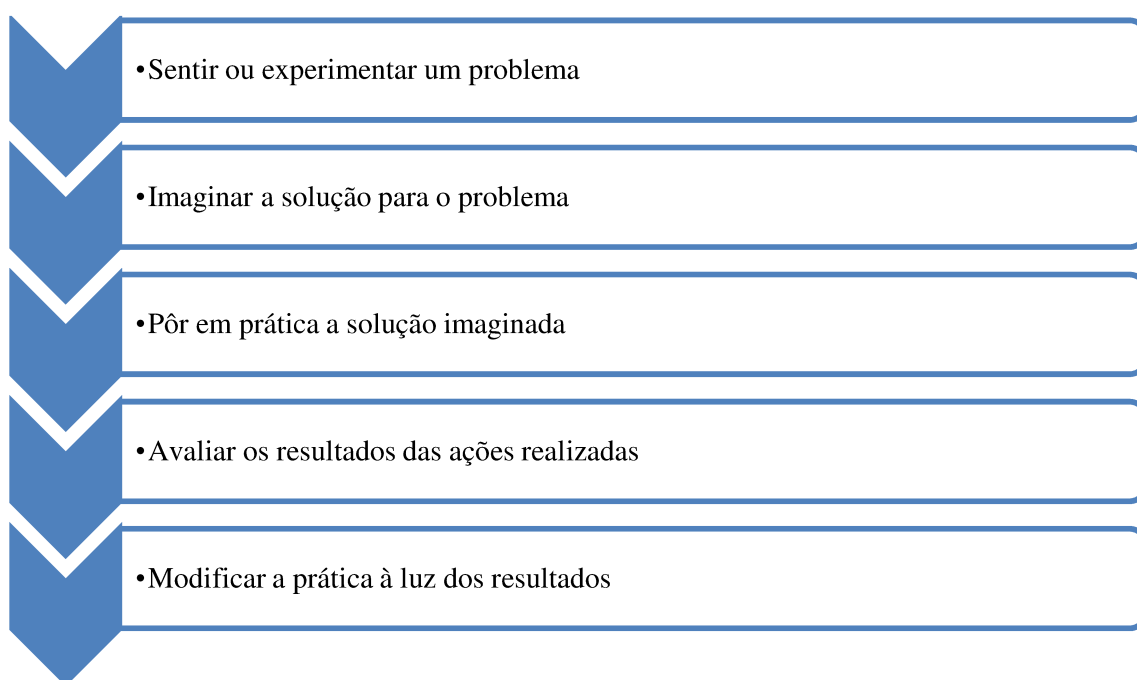 •Sentir ou experimentar um problema
•Imaginar a solução para o problema
•Pôr em prática a solução imaginada
•Avaliar os resultados das ações realizadas
•Modificar a prática à luz dos resultados